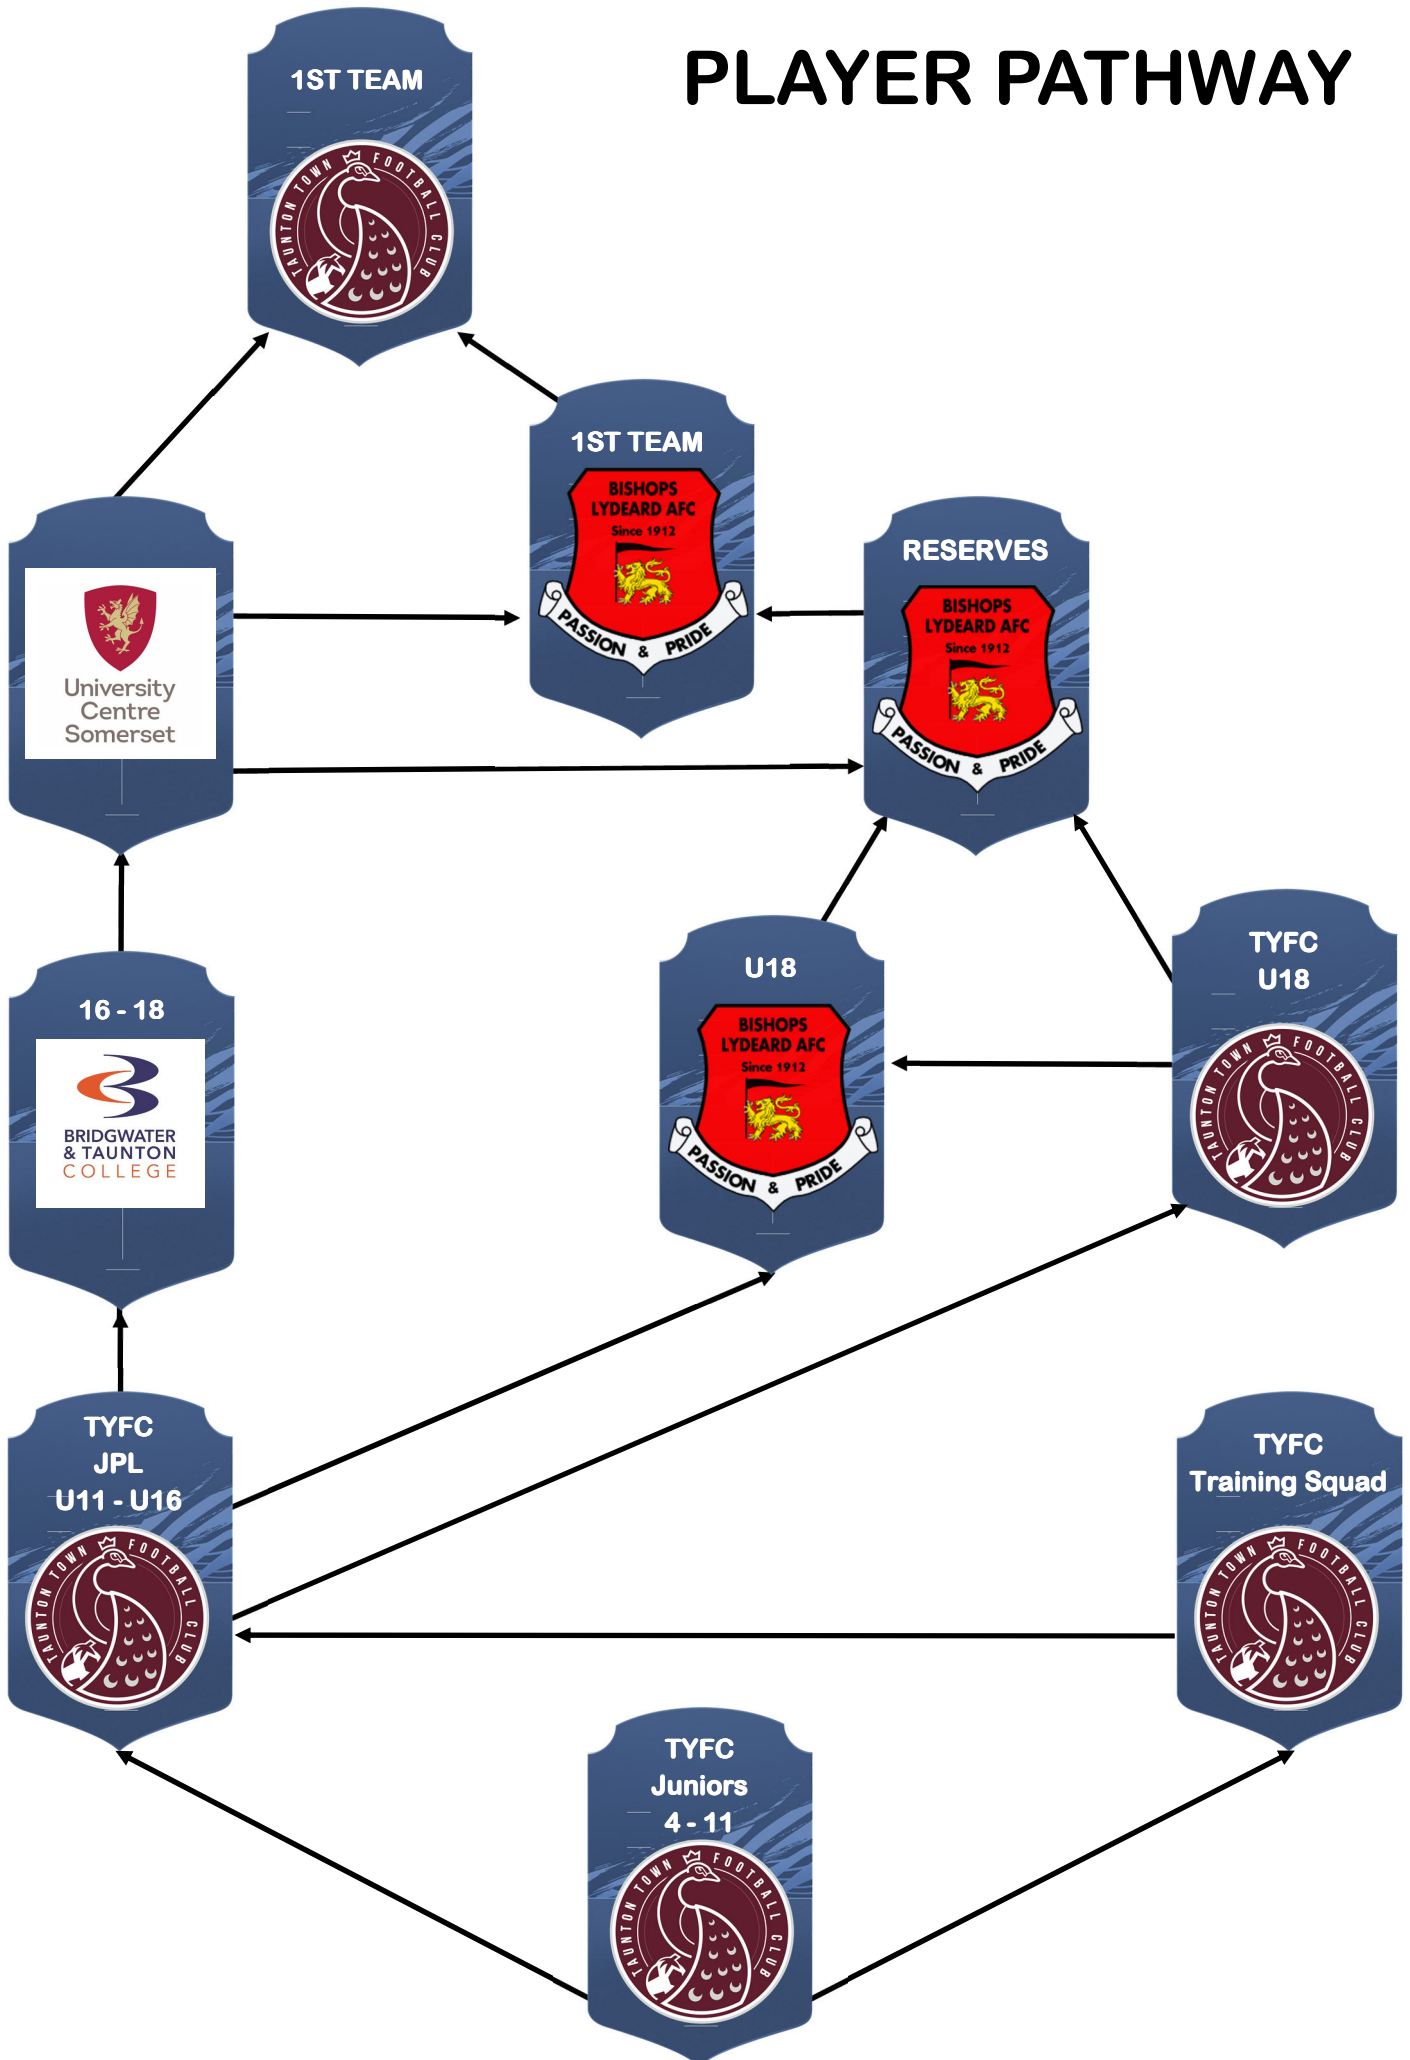 PLAYER PATHWAY
1ST TEAM
TAUNTON TOWN FOOTBALL CLUB
1ST TEAM
BISHOPS
LYDEARD AFC
Since 1912
PASSION & PRIDE
RESERVES
BISHOPS
LYDEARD AFC
Since 1912
PASSION & PRIDE
University
Centre
Somerset
U18
BISHOPS
LYDEARD AFC
Since 1912
PASSION & PRIDE
TYFC
U18
TAUNTON TOWN FOOTBALL CLUB
16 - 18
BRIDGWATER
& TAUNTON
COLLEGE
TYFC
JPL
U11 - U16
TAUNTON TOWN FOOTBALL CLUB
TYFC
Training Squad
TAUNTON TOWN FOOTBALL CLUB
TYFC
Juniors
4 - 11
TAUNTON TOWN FOOTBALL CLUB